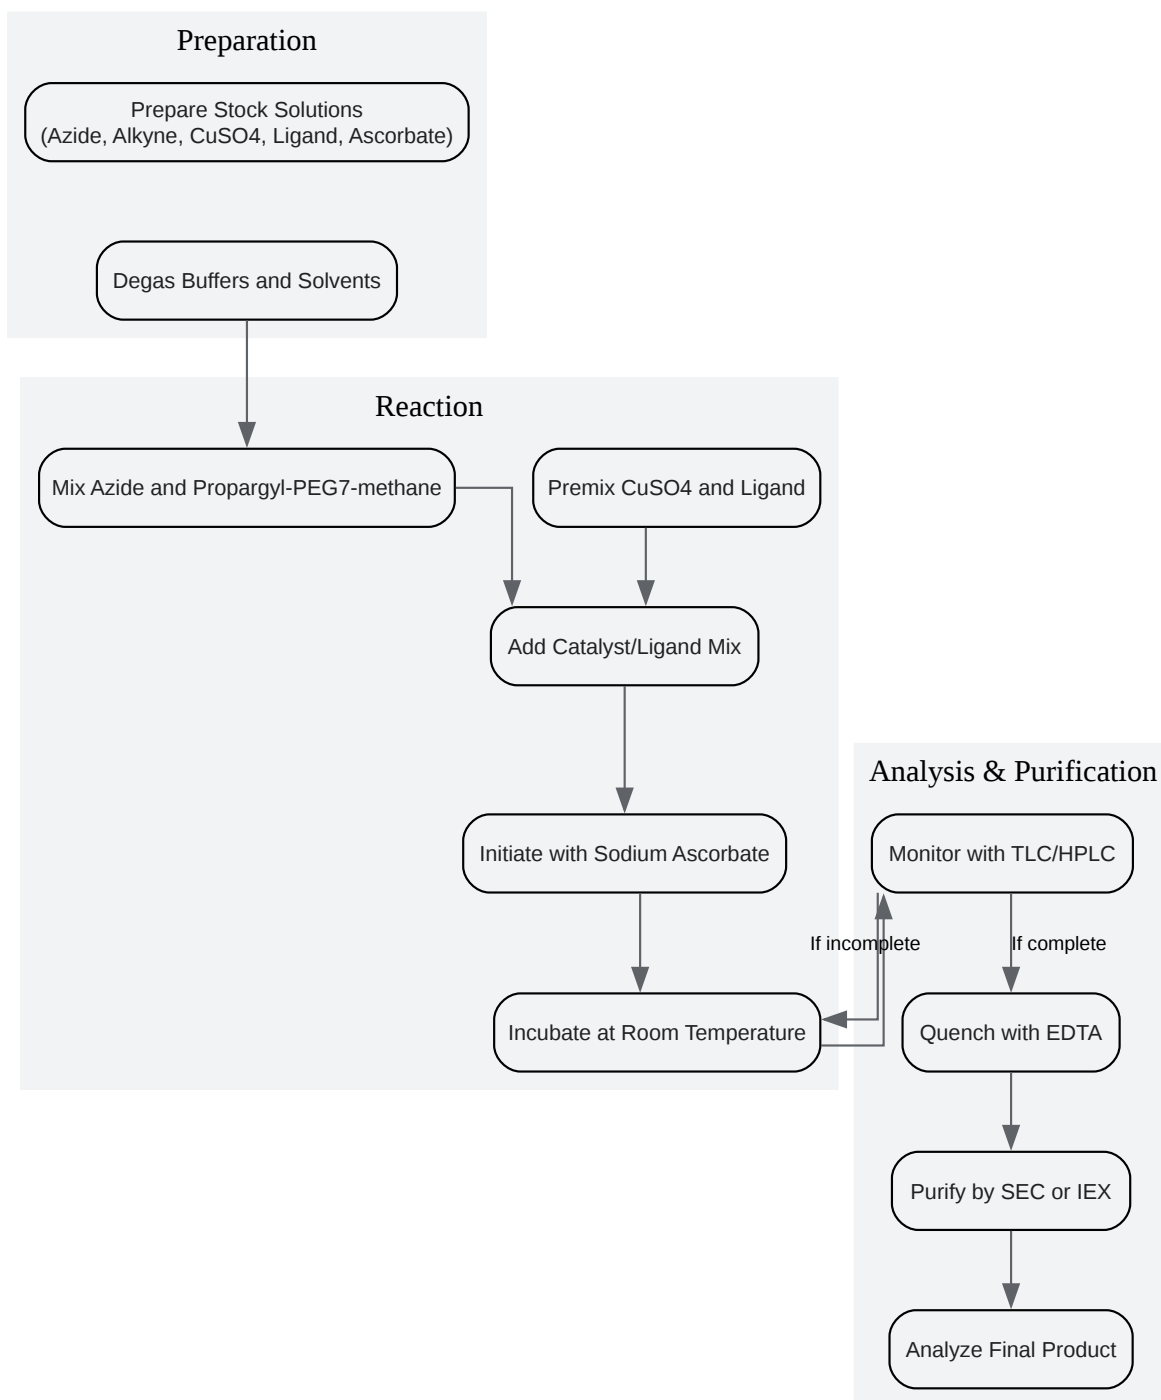 Preparation
Prepare Stock Solutions
(Azide, Alkyne, CuSO4, Ligand, Ascorbate)
Degas Buffers and Solvents
Reaction
Mix Azide and Propargyl-PEG7-methane
Premix CuSO4 and Ligand
Add Catalyst/Ligand Mix
Initiate with Sodium Ascorbate
Incubate at Room Temperature
Analysis & Purification
Monitor with TLC/HPLC
If incomplete
If complete
Quench with EDTA
Purify by SEC or IEX
Analyze Final Product